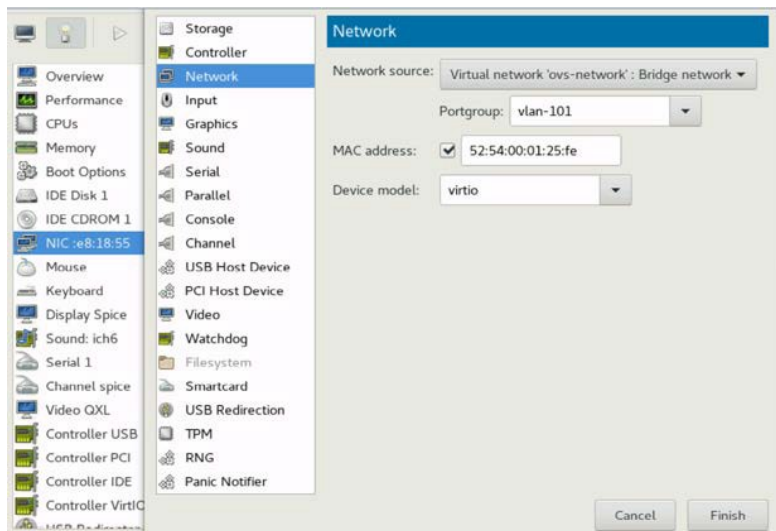 Overview
Performance
CPUs
Memory
Boot Options
IDE Disk 1
IDE CDROM 1
NIC :e8:18:55
Mouse
Keyboard
Display Spice
Sound: ich6
Serial 1
Channel spice
Video QXL
Controller USB
Controller PCI
Controller IDE
Controller VirtIO
Storage
Controller
Network
Input
Graphics
Sound
Serial
Parallel
Console
Channel
USB Host Device
PCI Host Device
Video
Watchdog
Filesystem
Smartcard
USB Redirection
TPM
RNG
Panic Notifier
Network
Network source: Virtual network 'ovs-network' : Bridge network
Portgroup: vlan-101
MAC address: 52:54:00:01:25:fe
Device model: virtio
Cancel Finish